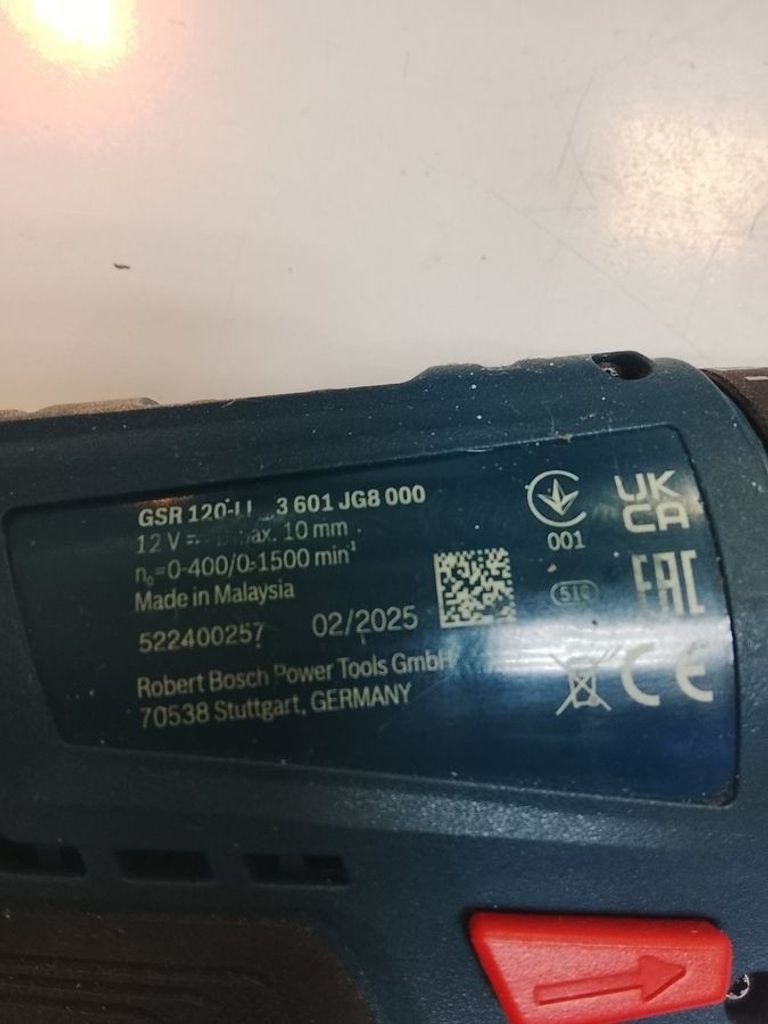 GSR 120-LI 3 601 JG8 000
12 V max. 10 mm
n₀=0-400/0-1500 min⁻¹
Made in Malaysia
522400257 02/2025
Robert Bosch Power Tools GmbH
70538 Stuttgart, GERMANY
001
UK
CA
EAC
CE